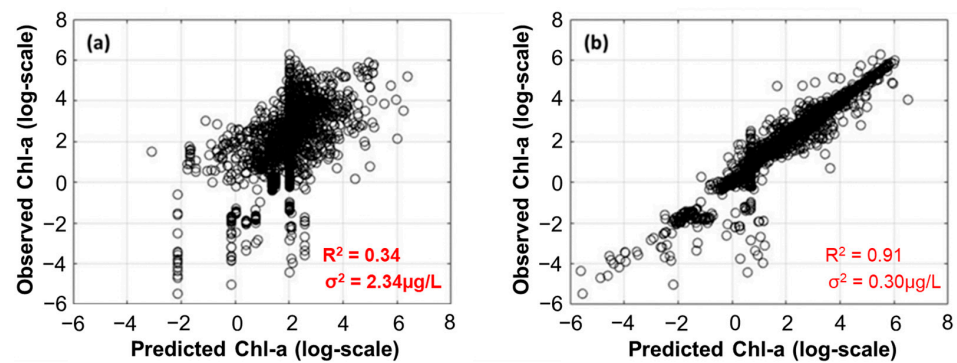 (a)
Observed Chl-a (log-scale)
8
6
4
2
0
−2
−4
−6
R² = 0.34
σ² = 2.34µg/L
−6 −4 −2 0 2 4 6 8
Predicted Chl-a (log-scale)
(b)
Observed Chl-a (log-scale)
8
6
4
2
0
−2
−4
−6
R² = 0.91
σ² = 0.30µg/L
−6 −4 −2 0 2 4 6 8
Predicted Chl-a (log-scale)